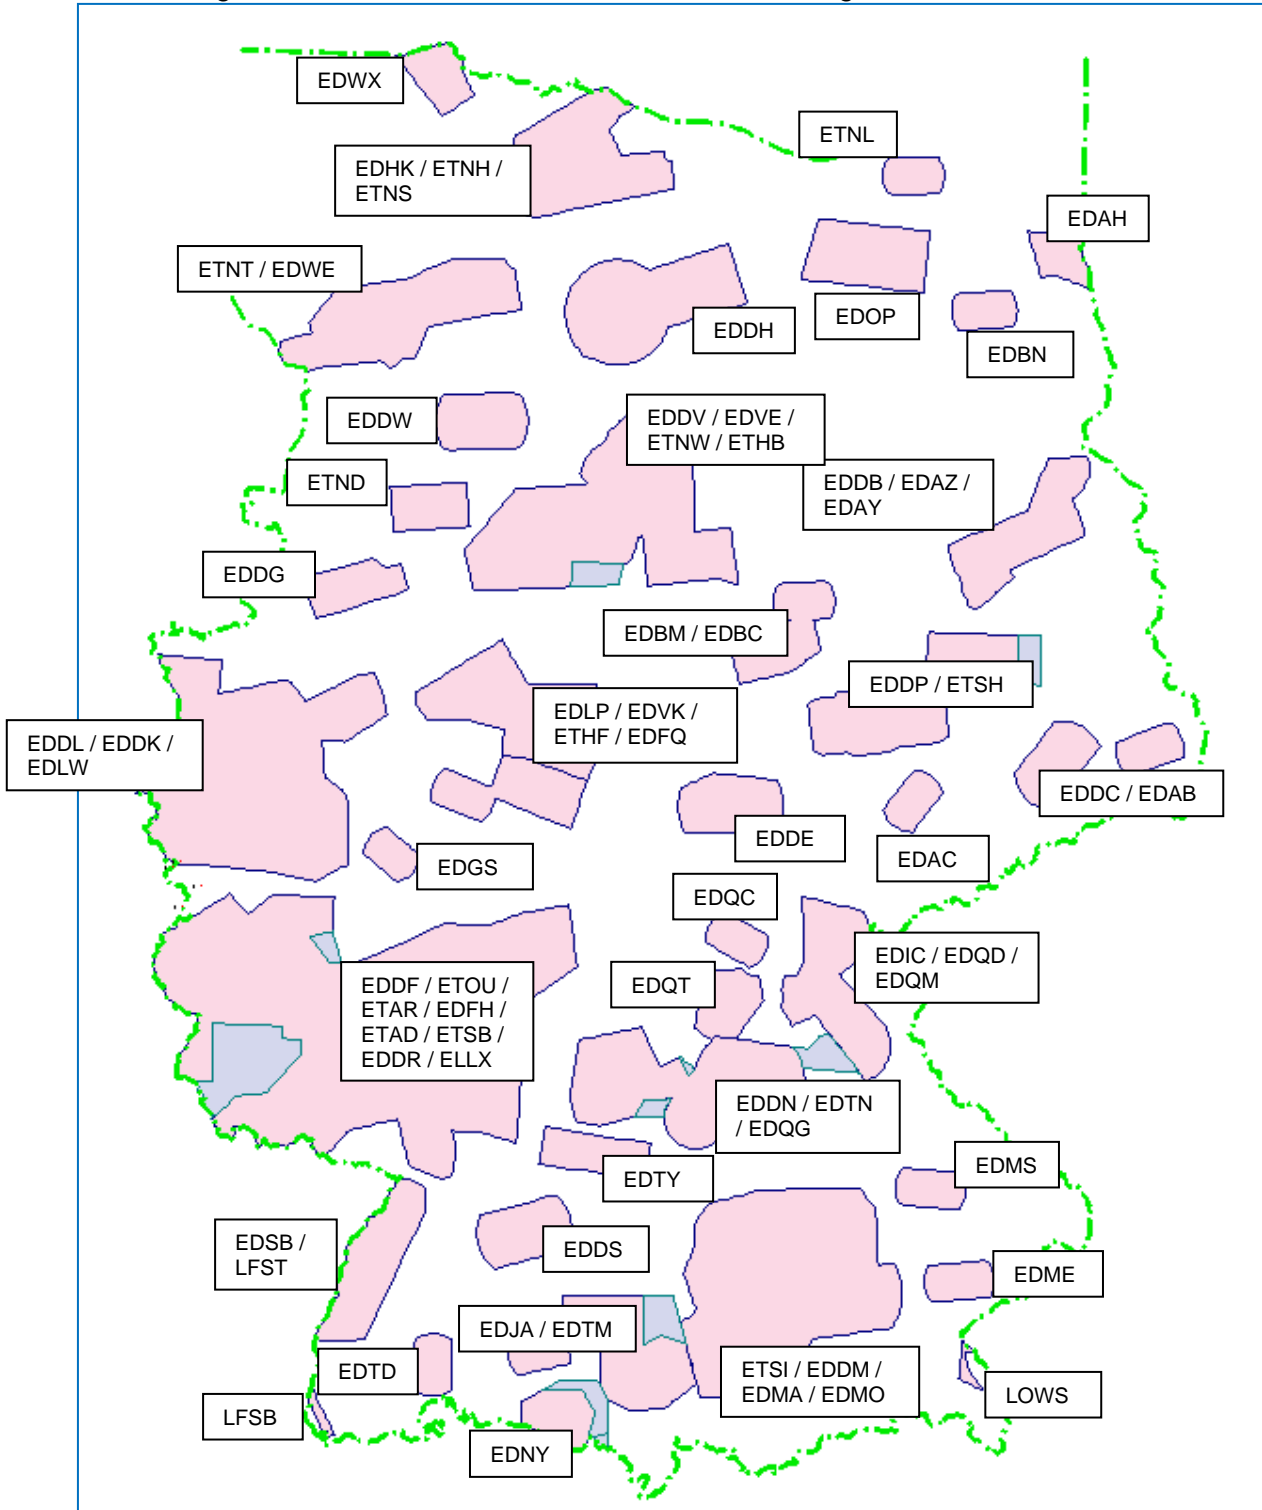 EDWX
ETNL
EDHK / ETNH /
ETNS
EDAH
ETNT / EDWE
EDOP
EDDH
EDBN
EDDW
EDDV / EDVE /
ETNW / ETHB
ETND
EDDB / EDAZ /
EDAY
EDDG
EDBM / EDBC
EDDP / ETSH
EDLP / EDVK /
ETHF / EDFQ
EDDL / EDDK /
EDLW
EDDC / EDAB
EDDE
EDAC
EDGS
EDQC
EDIC / EDQD /
EDQM
EDQT
EDDF / ETOU /
ETAR / EDFH /
ETAD / ETSB /
EDDR / ELLX
EDDN / EDTN
/ EDQG
EDMS
EDTY
EDSB /
LFST
EDDS
EDME
EDJA / EDTM
EDTD
ETSI / EDDM /
EDMA / EDMO
LOWS
LFSB
EDNY